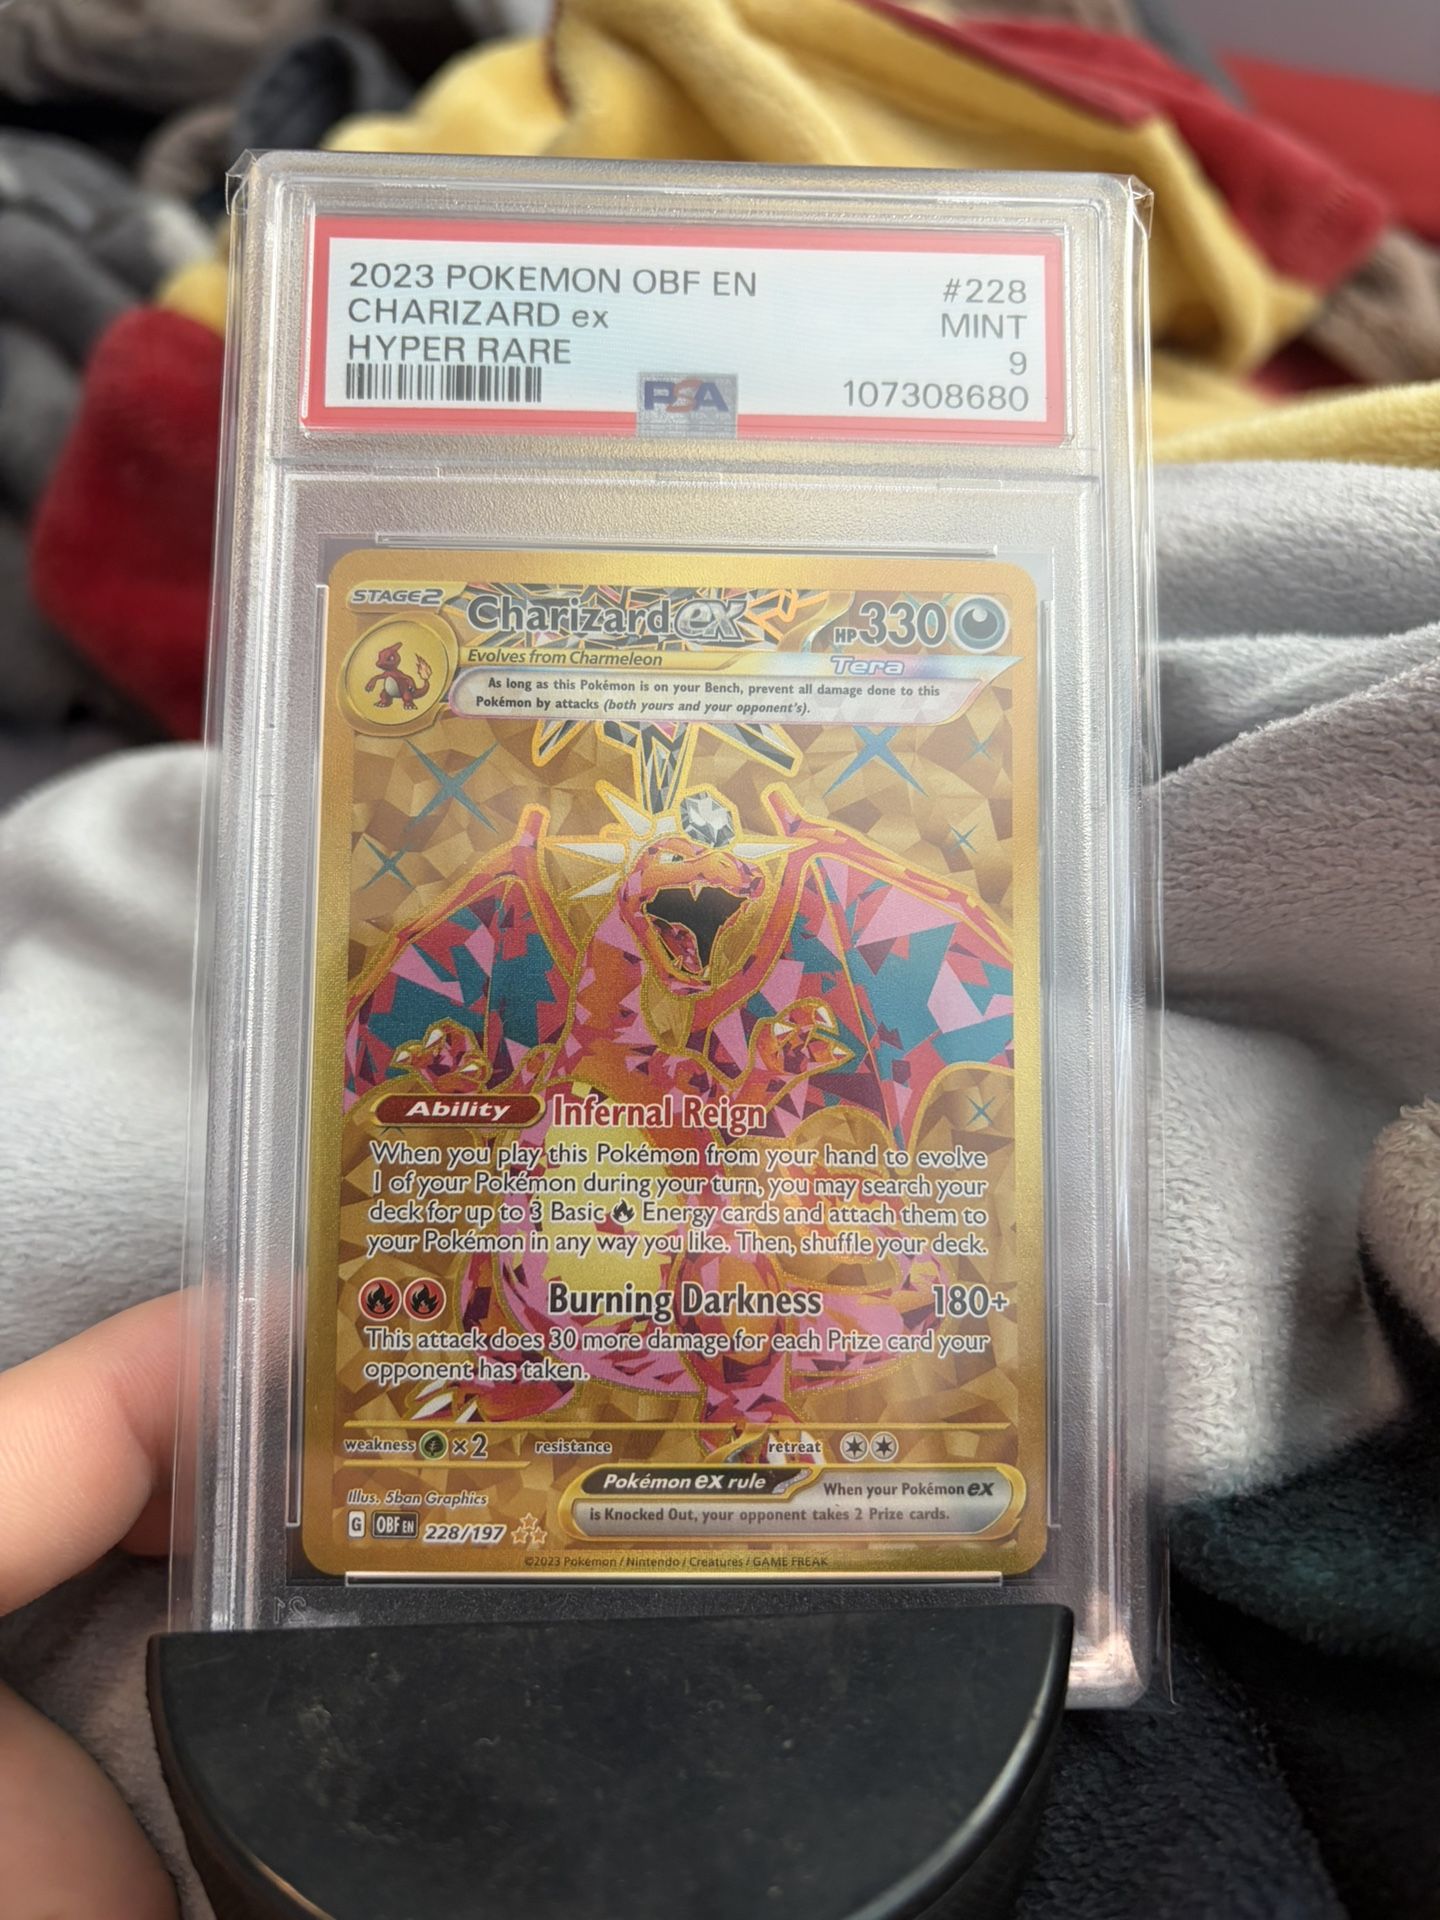 2023 POKEMON OBF EN #228
CHARIZARD ex MINT
HYPER RARE 9
PSA 107308680
STAGE2 Charizard ex HP330
Evolves from Charmeleon Tera
As long as this Pokémon is on your Bench, prevent all damage done to this
Pokémon by attacks (both yours and your opponent's).
Ability Infernal Reign
When you play this Pokémon from your hand to evolve
1 of your Pokémon during your turn, you may search your
deck for up to 3 Basic Energy cards and attach them to
your Pokémon in any way you like. Then, shuffle your deck.
Burning Darkness 180+
This attack does 30 more damage for each Prize card your
opponent has taken.
weakness ×2 resistance retreat
Pokémon ex rule When your Pokémon ex
is Knocked Out, your opponent takes 2 Prize cards.
Illus. 5ban Graphics
G OBF EN 228/197
©2023 Pokémon / Nintendo / Creatures / GAME FREAK